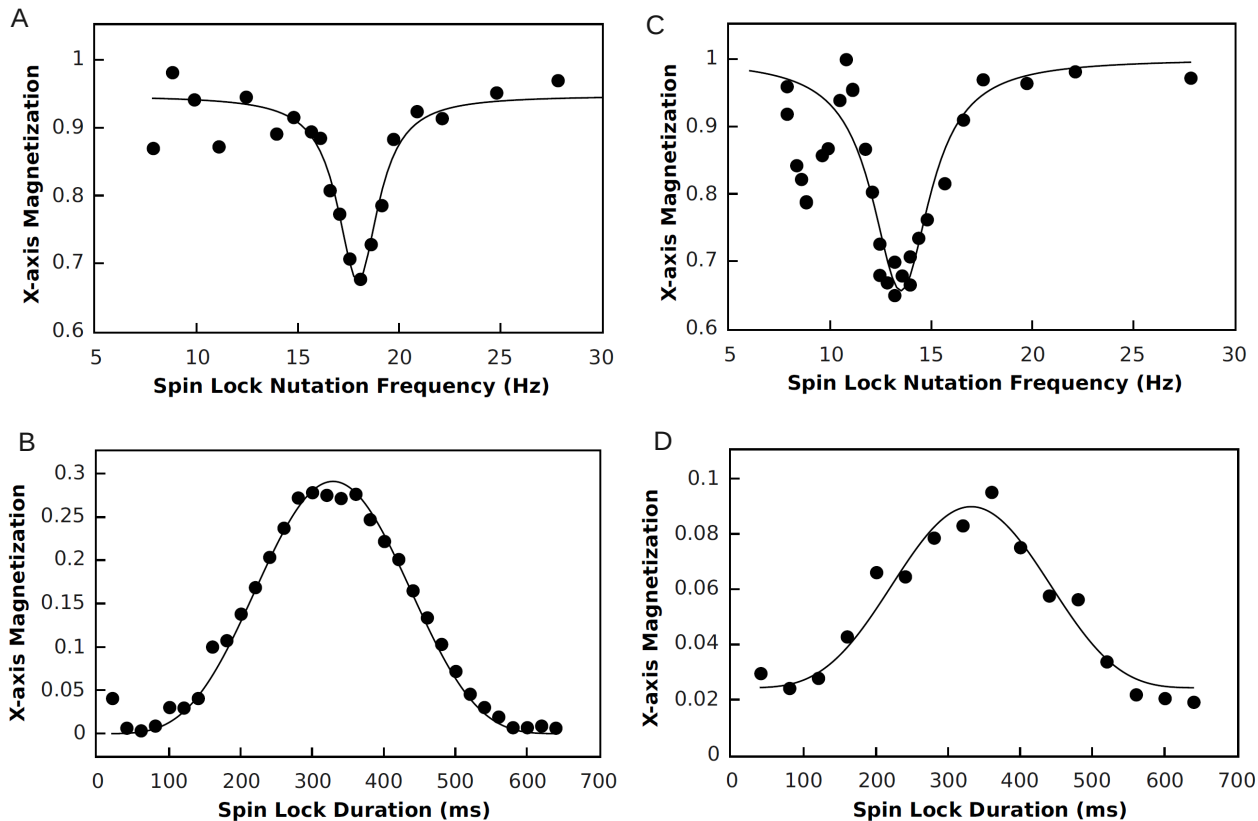 A
1
0.9
0.8
0.7
0.6
X-axis Magnetization
5 10 15 20 25 30
Spin Lock Nutation Frequency (Hz)
C
1
0.9
0.8
0.7
0.6
X-axis Magnetization
5 10 15 20 25 30
Spin Lock Nutation Frequency (Hz)
B
0.3
0.25
0.2
0.15
0.1
0.05
0
X-axis Magnetization
0 100 200 300 400 500 600 700
Spin Lock Duration (ms)
D
0.1
0.08
0.06
0.04
0.02
0
X-axis Magnetization
0 100 200 300 400 500 600 700
Spin Lock Duration (ms)